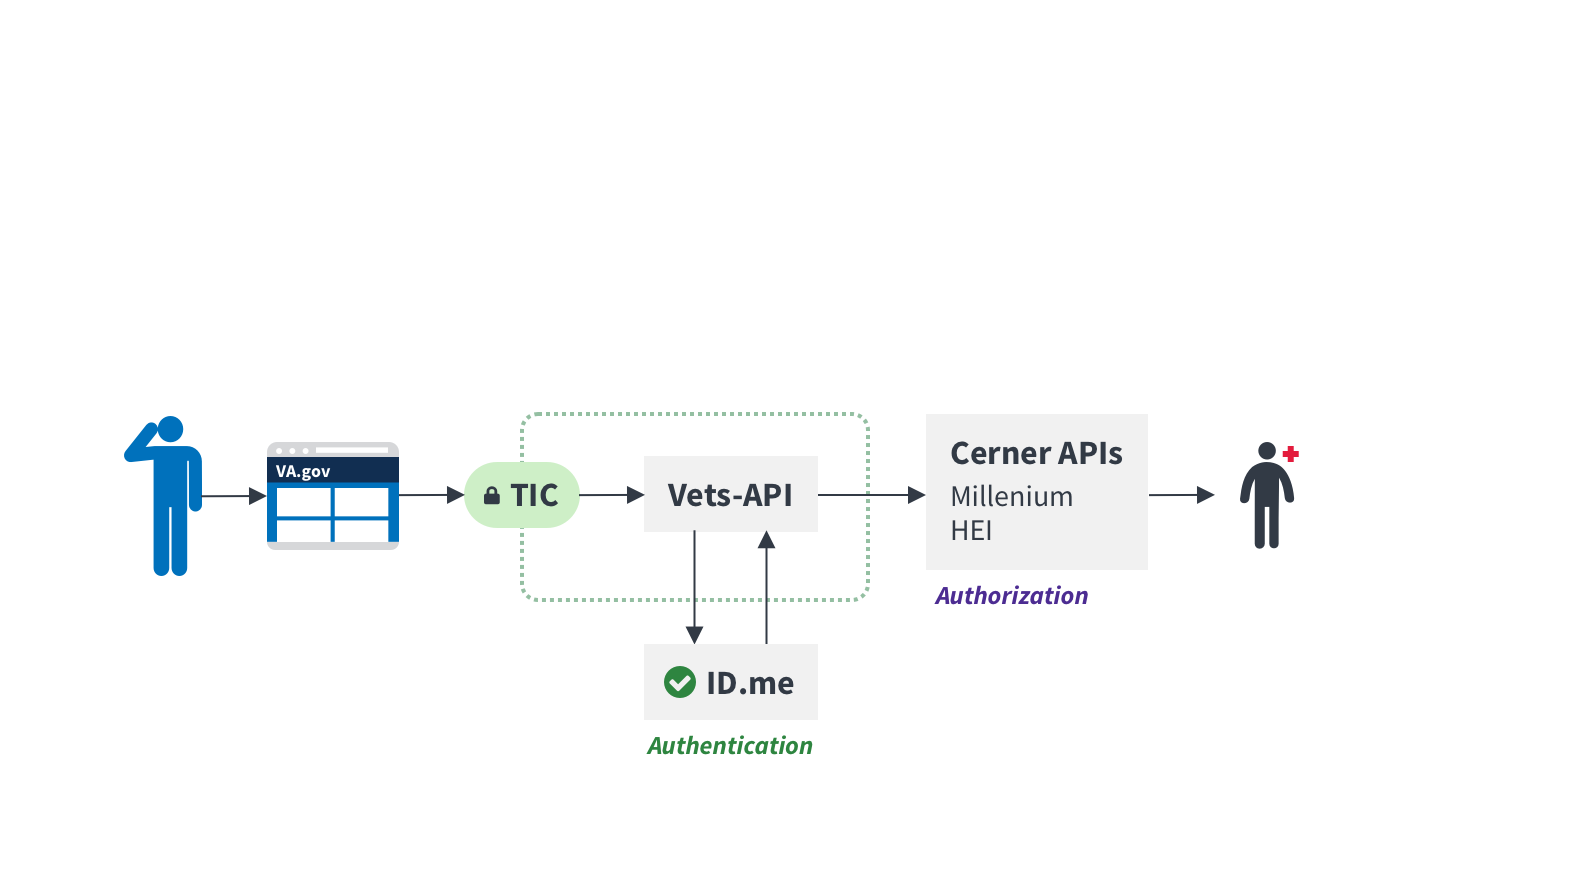 VA.gov
TIC
Vets-API
Cerner APIs
Millenium
HEI
Authorization
ID.me
Authentication